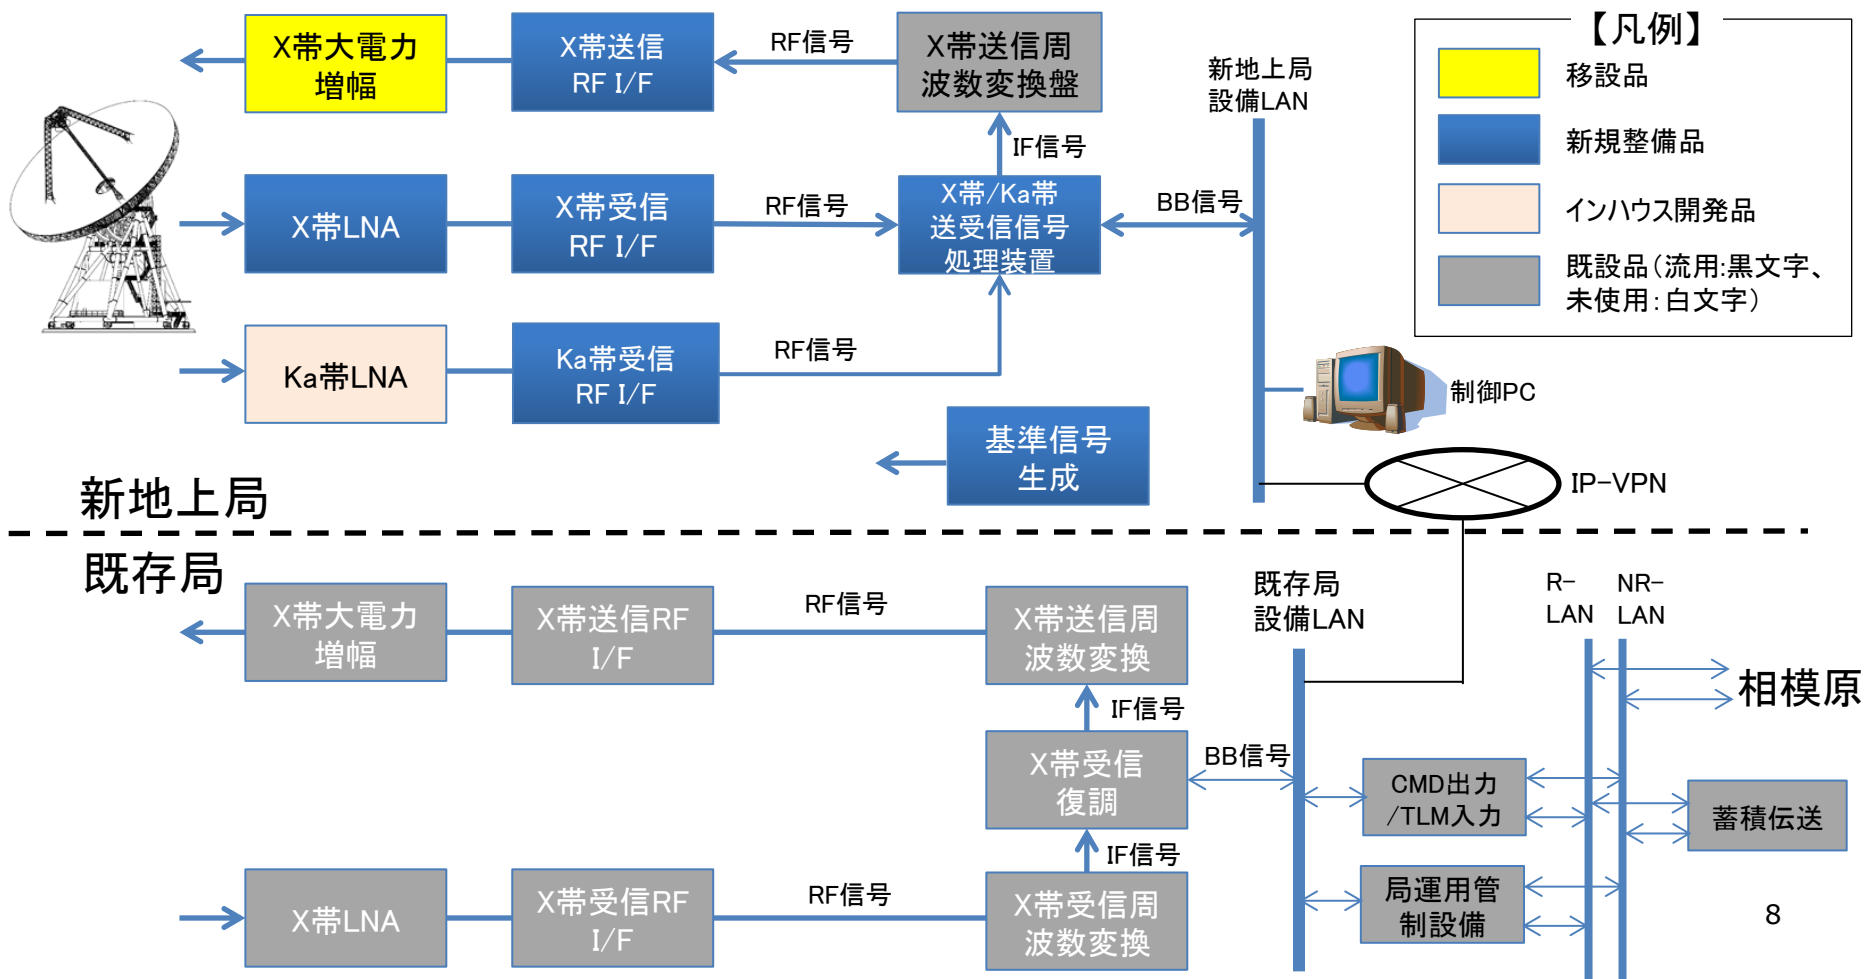 X帯大電力
増幅
X帯送信
RF I/F
RF信号
X帯送信周
波数変換盤
新地上局
設備LAN
【凡例】
移設品
新規整備品
インハウス開発品
既設品(流用:黒文字、
未使用:白文字)
IF信号
X帯LNA
X帯受信
RF I/F
RF信号
X帯/Ka帯
送受信信号
処理装置
BB信号
Ka帯LNA
Ka帯受信
RF I/F
RF信号
制御PC
基準信号
生成
IP-VPN
新地上局
既存局
X帯大電力
増幅
X帯送信RF
I/F
RF信号
X帯送信周
波数変換
既存局
設備LAN
R-
LAN
NR-
LAN
相模原
IF信号
X帯受信
復調
BB信号
CMD出力
/TLM入力
蓄積伝送
IF信号
X帯LNA
X帯受信RF
I/F
RF信号
X帯受信周
波数変換
局運用管
制設備
8